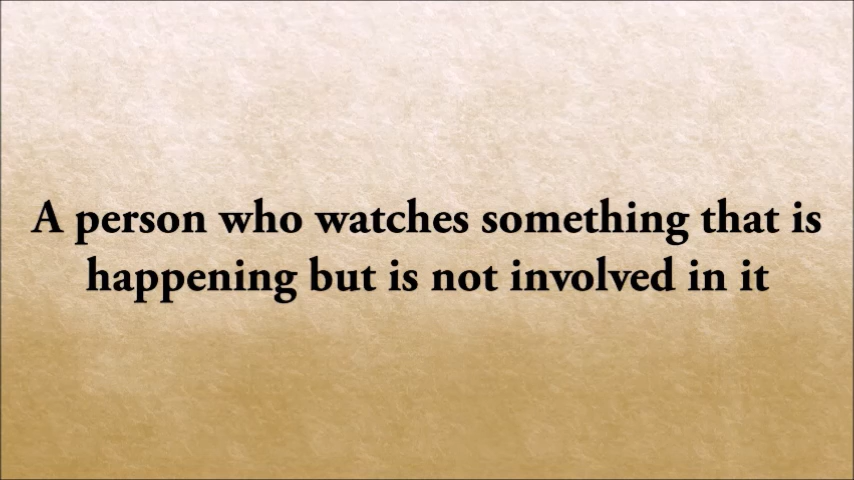 A person who watches something that is
happening but is not involved in it